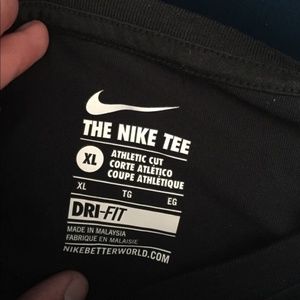 THE NIKE TEE
XL
ATHLETIC CUT
CORTE ATLÉTICO
COUPE ATHLÉTIQUE
XL TG EG
DRI-FIT
MADE IN MALAYSIA
FABRIQUÉ EN MALAISIE
NIKEBETTERWORLD.COM